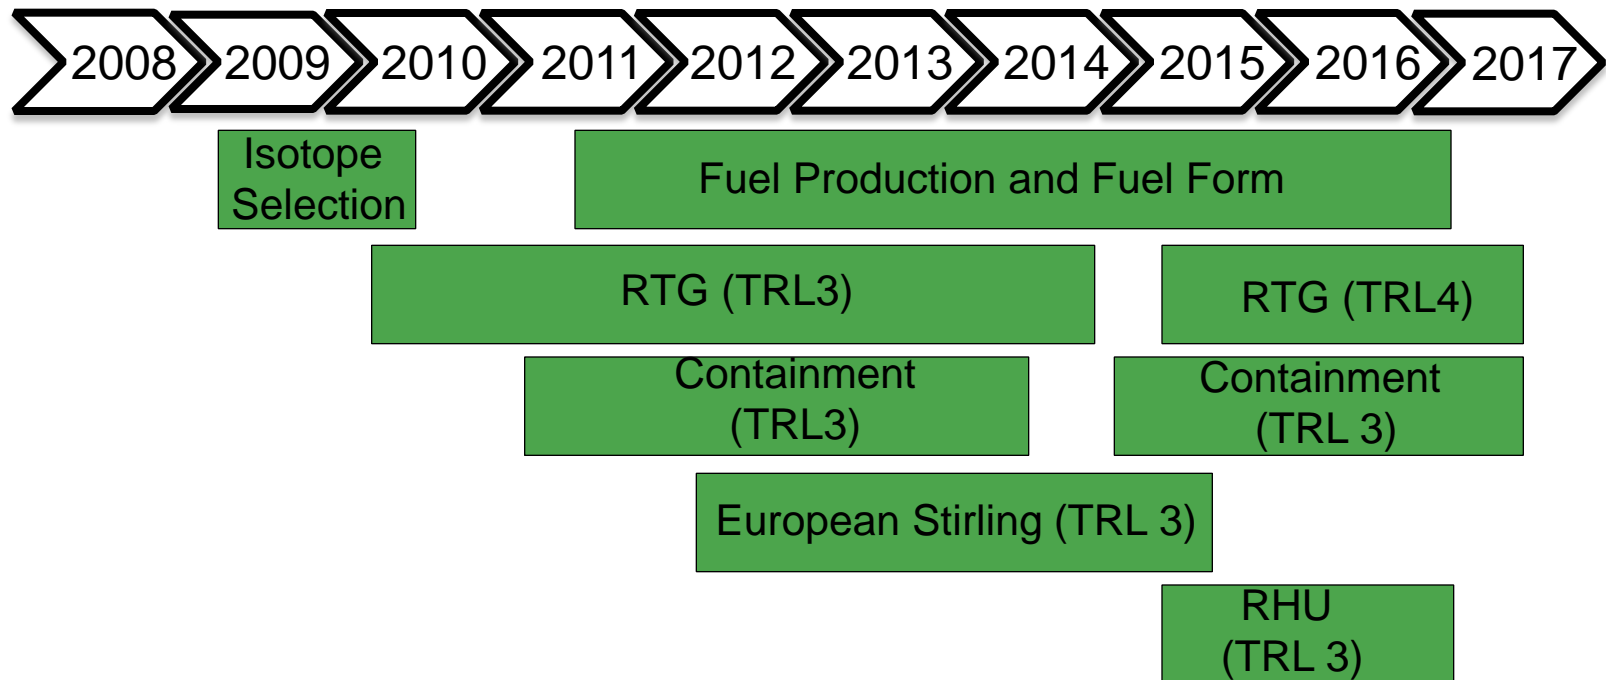 2008 2009 2010 2011 2012 2013 2014 2015 2016 2017
Isotope
Selection
Fuel Production and Fuel Form
RTG (TRL3)
RTG (TRL4)
Containment
(TRL3)
Containment
(TRL 3)
European Stirling (TRL 3)
RHU
(TRL 3)